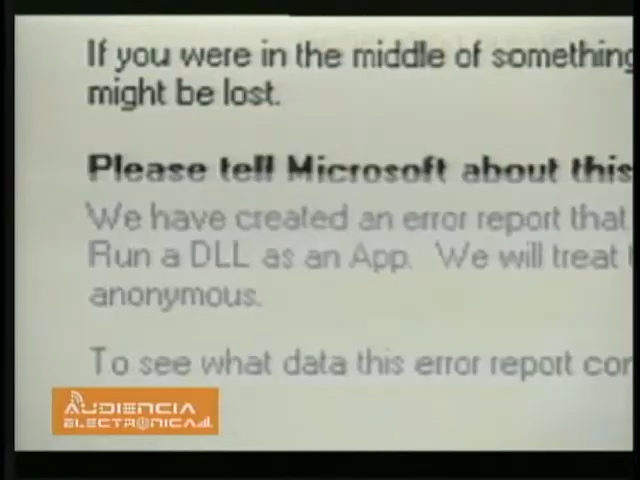 If you were in the middle of something
might be lost.
Please tell Microsoft about this
We have created an error report that
Run a DLL as an App. We will treat
anonymous.
To see what data this error report con
AUDIENCIA
ELECTRONICA